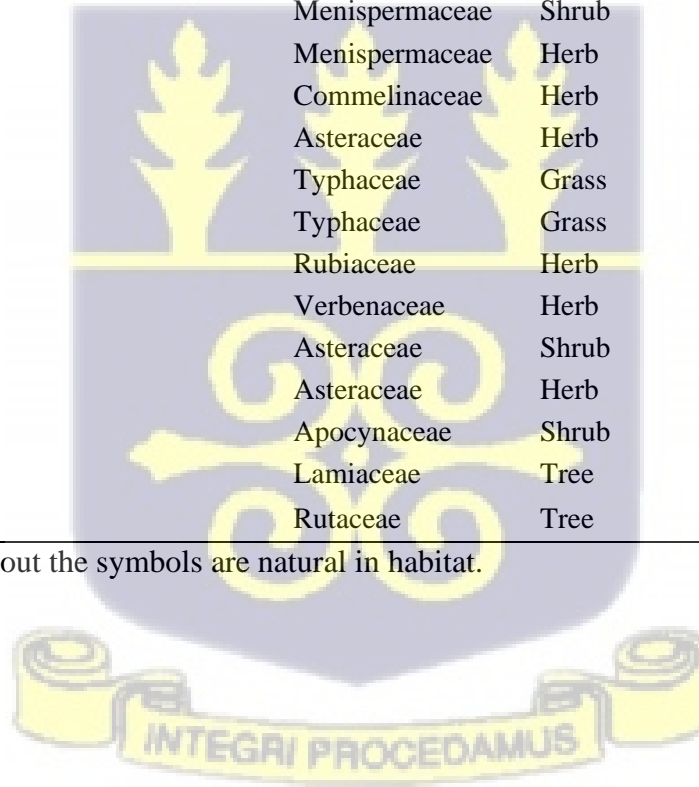 Menispermaceae Shrub
Menispermaceae Herb
Commelinaceae Herb
Asteraceae Herb
Typhaceae Grass
Typhaceae Grass
Rubiaceae Herb
Verbenaceae Herb
Asteraceae Shrub
Asteraceae Herb
Apocynaceae Shrub
Lamiaceae Tree
Rutaceae Tree
out the symbols are natural in habitat.
INTEGRI PROCEDAMUS